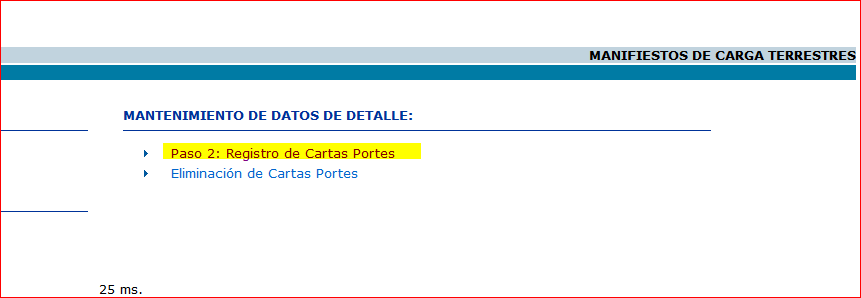 MANIFIESTOS DE CARGA TERRESTRES
MANTENIMIENTO DE DATOS DE DETALLE:
Paso 2: Registro de Cartas Portes
Eliminación de Cartas Portes
25 ms.